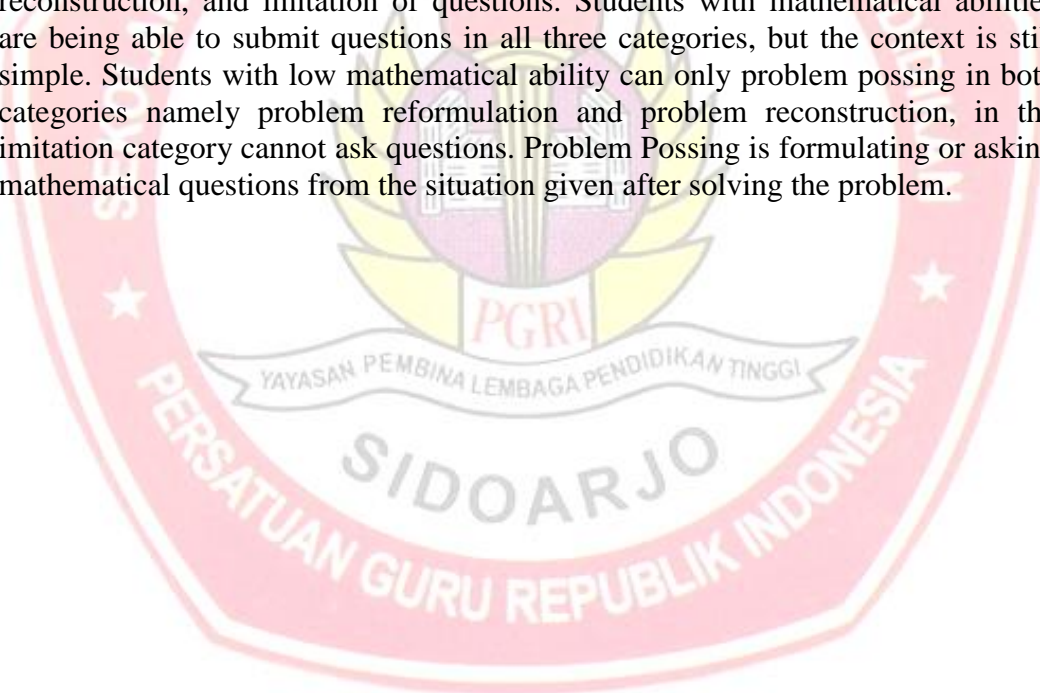 reconstruction, and limitation of questions. Students with mathematical abilitie
are being able to submit questions in all three categories, but the context is stil
simple. Students with low mathematical ability can only problem possing in bot
categories namely problem reformulation and problem reconstruction, in th
imitation category cannot ask questions. Problem Possing is formulating or askin
mathematical questions from the situation given after solving the problem.
PGRI
YAYASAN PEMBINA LEMBAGA PENDIDIKAN TINGGI
SIDOARJO
PERSATUAN GURU REPUBLIK INDONESIA